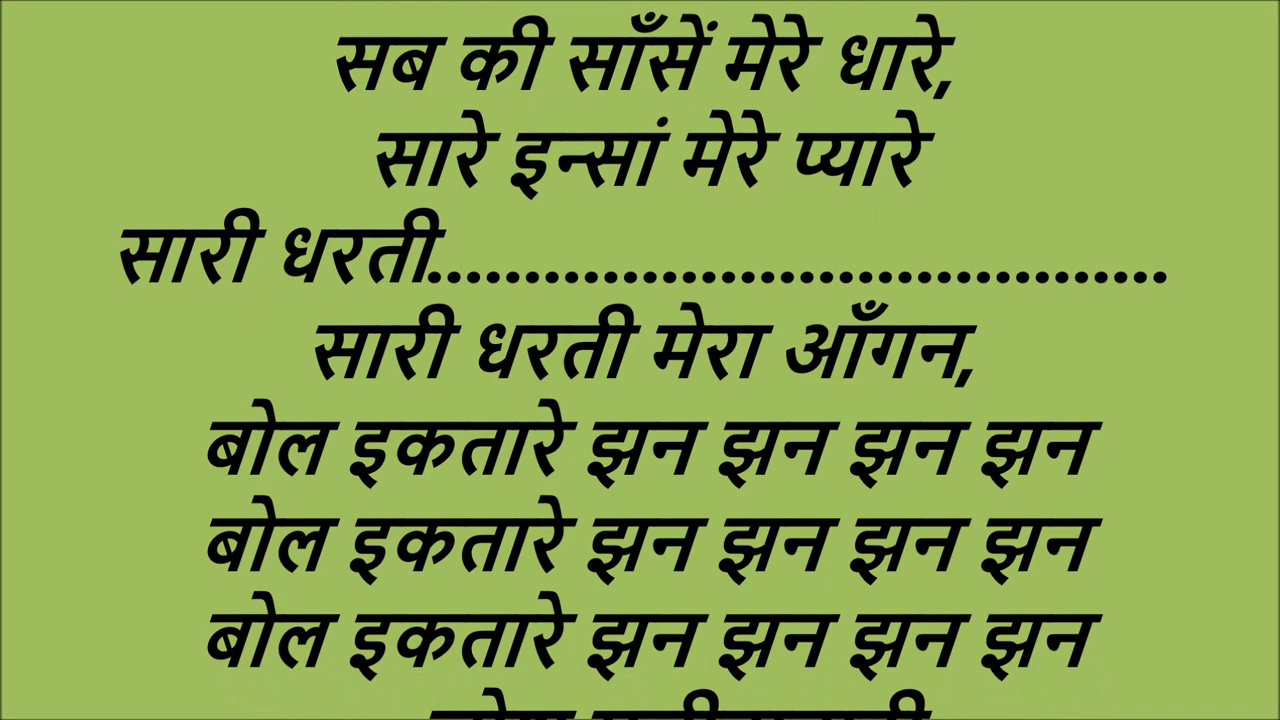 सब की साँसें मेरे धारे,
सारे इन्सां मेरे प्यारे
सारी धरती......................................
सारी धरती मेरा आँगन,
बोल इकतारे झन झन झन झन
बोल इकतारे झन झन झन झन
बोल इकतारे झन झन झन झन